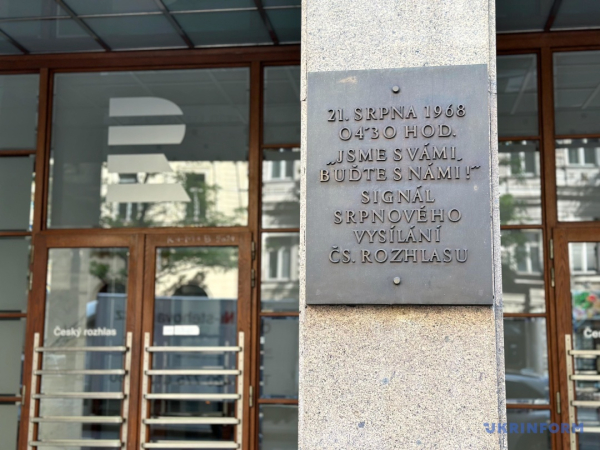 21. SRPNA 1968
04³⁰ HOD.
„JSME S VÁMI,
BUĎTE S NÁMI!“
SIGNÁL
SRPNOVÉHO
VYSÍLÁNÍ
ČS. ROZHLASU
Český rozhlas
UKRINFORM